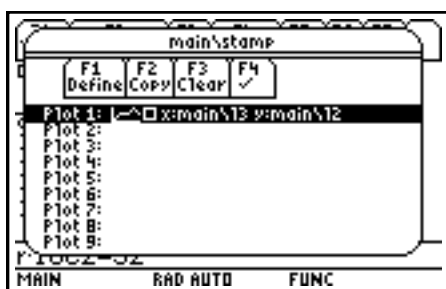 main\stamp
F1 F2 F3 F4
Define Copy Clear ✓
Plot 1: x:main\l3 y:main\l2
Plot 2:
Plot 3:
Plot 4:
Plot 5:
Plot 6:
Plot 7:
Plot 8:
Plot 9:
MAIN RAD AUTO FUNC